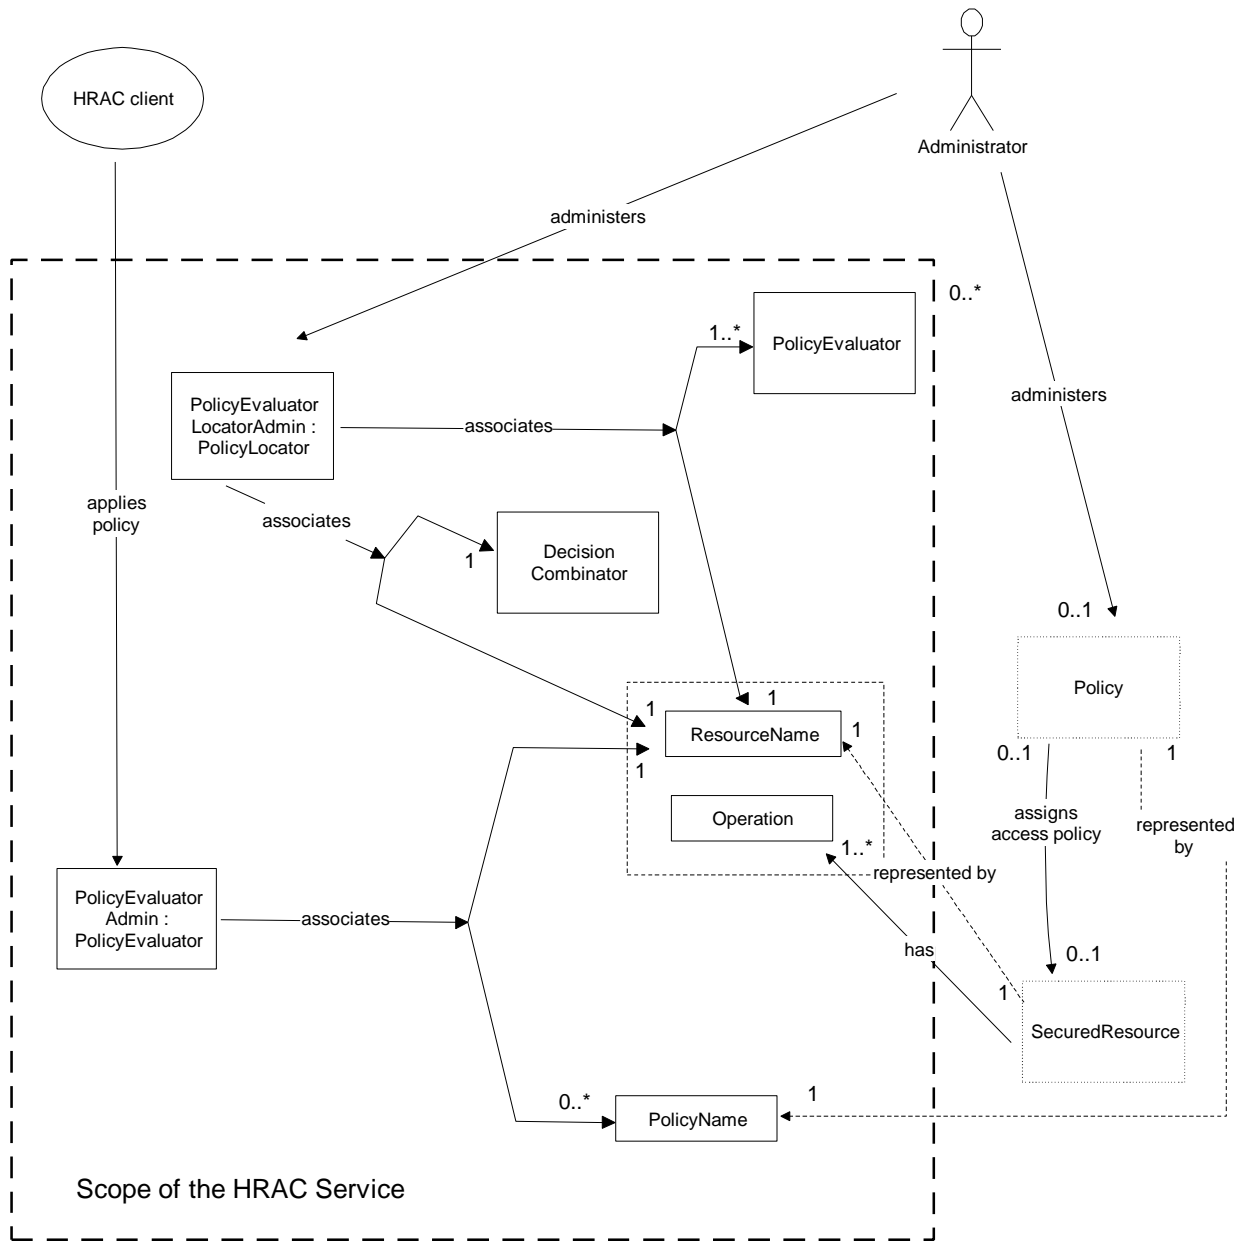 HRAC client
Administrator
administers
0..*
1..*
PolicyEvaluator
PolicyEvaluator
LocatorAdmin :
PolicyLocator
associates
administers
applies
policy
associates
1
Decision
Combinator
0..1
Policy
1
1
1
ResourceName
1
0..1
1
Operation
1..*
assigns
access policy
represented
by
represented by
PolicyEvaluator
Admin :
PolicyEvaluator
associates
has
0..1
1
SecuredResource
0..*
PolicyName
1
Scope of the HRAC Service